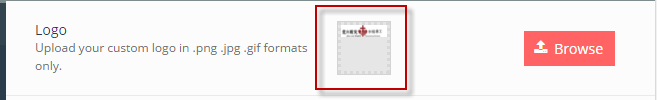 Logo
Upload your custom logo in .png .jpg .gif formats
only.
Browse